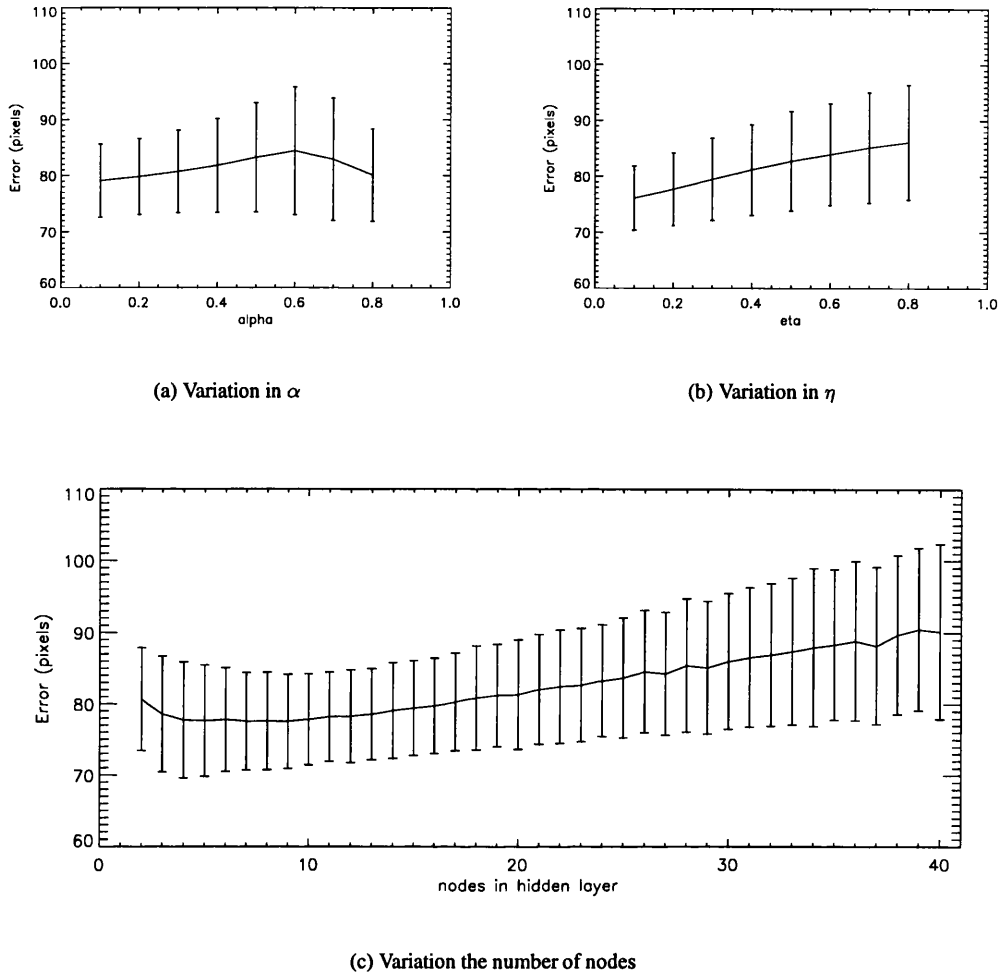 110
100
90
80
70
60
Error (pixels)
0.0 0.2 0.4 0.6 0.8 1.0
alpha
(a) Variation in α
110
100
90
80
70
60
Error (pixels)
0.0 0.2 0.4 0.6 0.8 1.0
eta
(b) Variation in η
110
100
90
80
70
60
Error (pixels)
0 10 20 30 40
nodes in hidden layer
(c) Variation the number of nodes